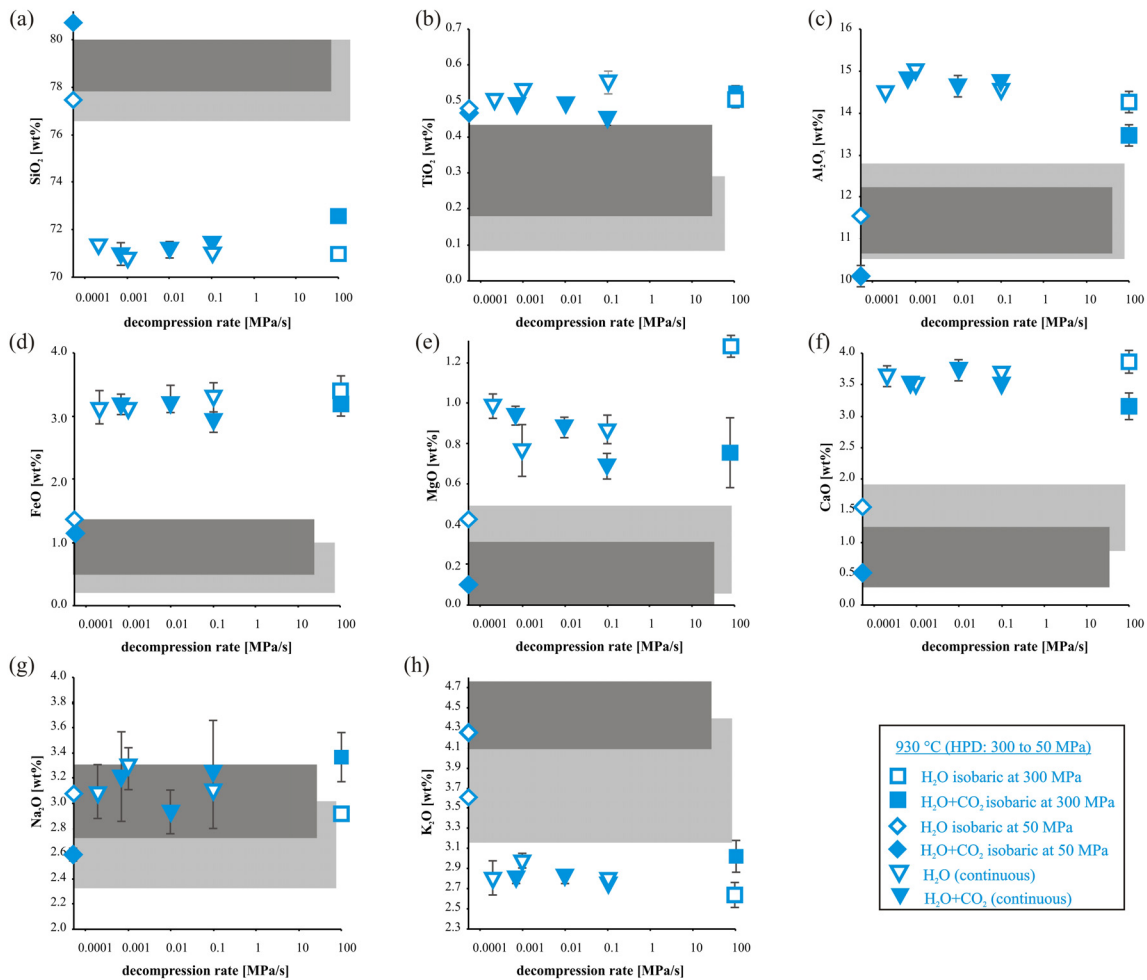 (a)
80
78
76
74
72
70
SiO₂ [wt%]
0.0001 0.001 0.01 0.1 1 10 100
decompression rate [MPa/s]
(b)
0.7
0.6
0.5
0.4
0.3
0.2
0.1
0.0
TiO₂ [wt%]
0.0001 0.001 0.01 0.1 1 10 100
decompression rate [MPa/s]
(c)
16
15
14
13
12
11
10
Al₂O₃ [wt%]
0.0001 0.001 0.01 0.1 1 10 100
decompression rate [MPa/s]
(d)
4.0
3.0
2.0
1.0
0.0
FeO [wt%]
0.0001 0.001 0.01 0.1 1 10 100
decompression rate [MPa/s]
(e)
1.2
1.0
0.8
0.6
0.4
0.2
0.0
MgO [wt%]
0.0001 0.001 0.01 0.1 1 10 100
decompression rate [MPa/s]
(f)
4.0
3.5
3.0
2.5
2.0
1.5
1.0
0.5
0.0
CaO [wt%]
0.0001 0.001 0.01 0.1 1 10 100
decompression rate [MPa/s]
(g)
4.0
3.8
3.6
3.4
3.2
3.0
2.8
2.6
2.4
2.2
2.0
Na₂O [wt%]
0.0001 0.001 0.01 0.1 1 10 100
decompression rate [MPa/s]
(h)
4.7
4.5
4.3
4.1
3.9
3.7
3.5
3.3
3.1
2.9
2.7
2.5
2.3
K₂O [wt%]
0.0001 0.001 0.01 0.1 1 10 100
decompression rate [MPa/s]
930 °C (HPD: 300 to 50 MPa)
H₂O isobaric at 300 MPa
H₂O+CO₂ isobaric at 300 MPa
H₂O isobaric at 50 MPa
H₂O+CO₂ isobaric at 50 MPa
H₂O (continuous)
H₂O+CO₂ (continuous)